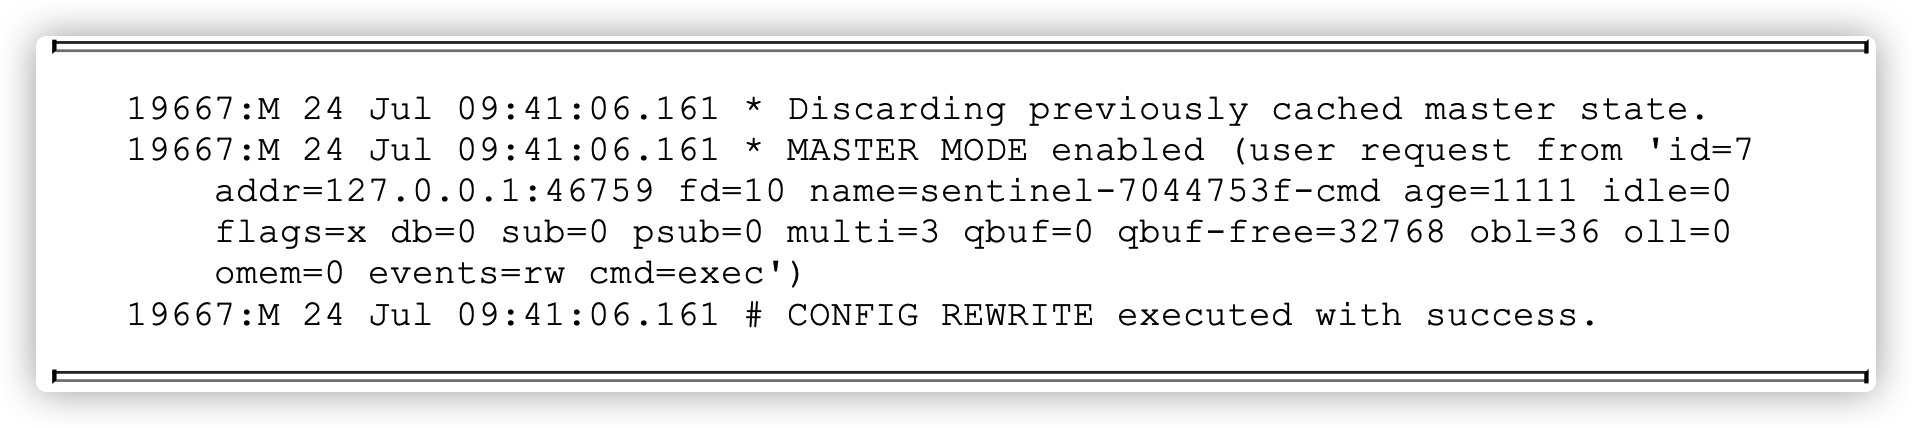 19667:M 24 Jul 09:41:06.161 * Discarding previously cached master state.
19667:M 24 Jul 09:41:06.161 * MASTER MODE enabled (user request from 'id=7
addr=127.0.0.1:46759 fd=10 name=sentinel-7044753f-cmd age=1111 idle=0
flags=x db=0 sub=0 psub=0 multi=3 qbuf=0 qbuf-free=32768 obl=36 oll=0
omem=0 events=rw cmd=exec')
19667:M 24 Jul 09:41:06.161 # CONFIG REWRITE executed with success.